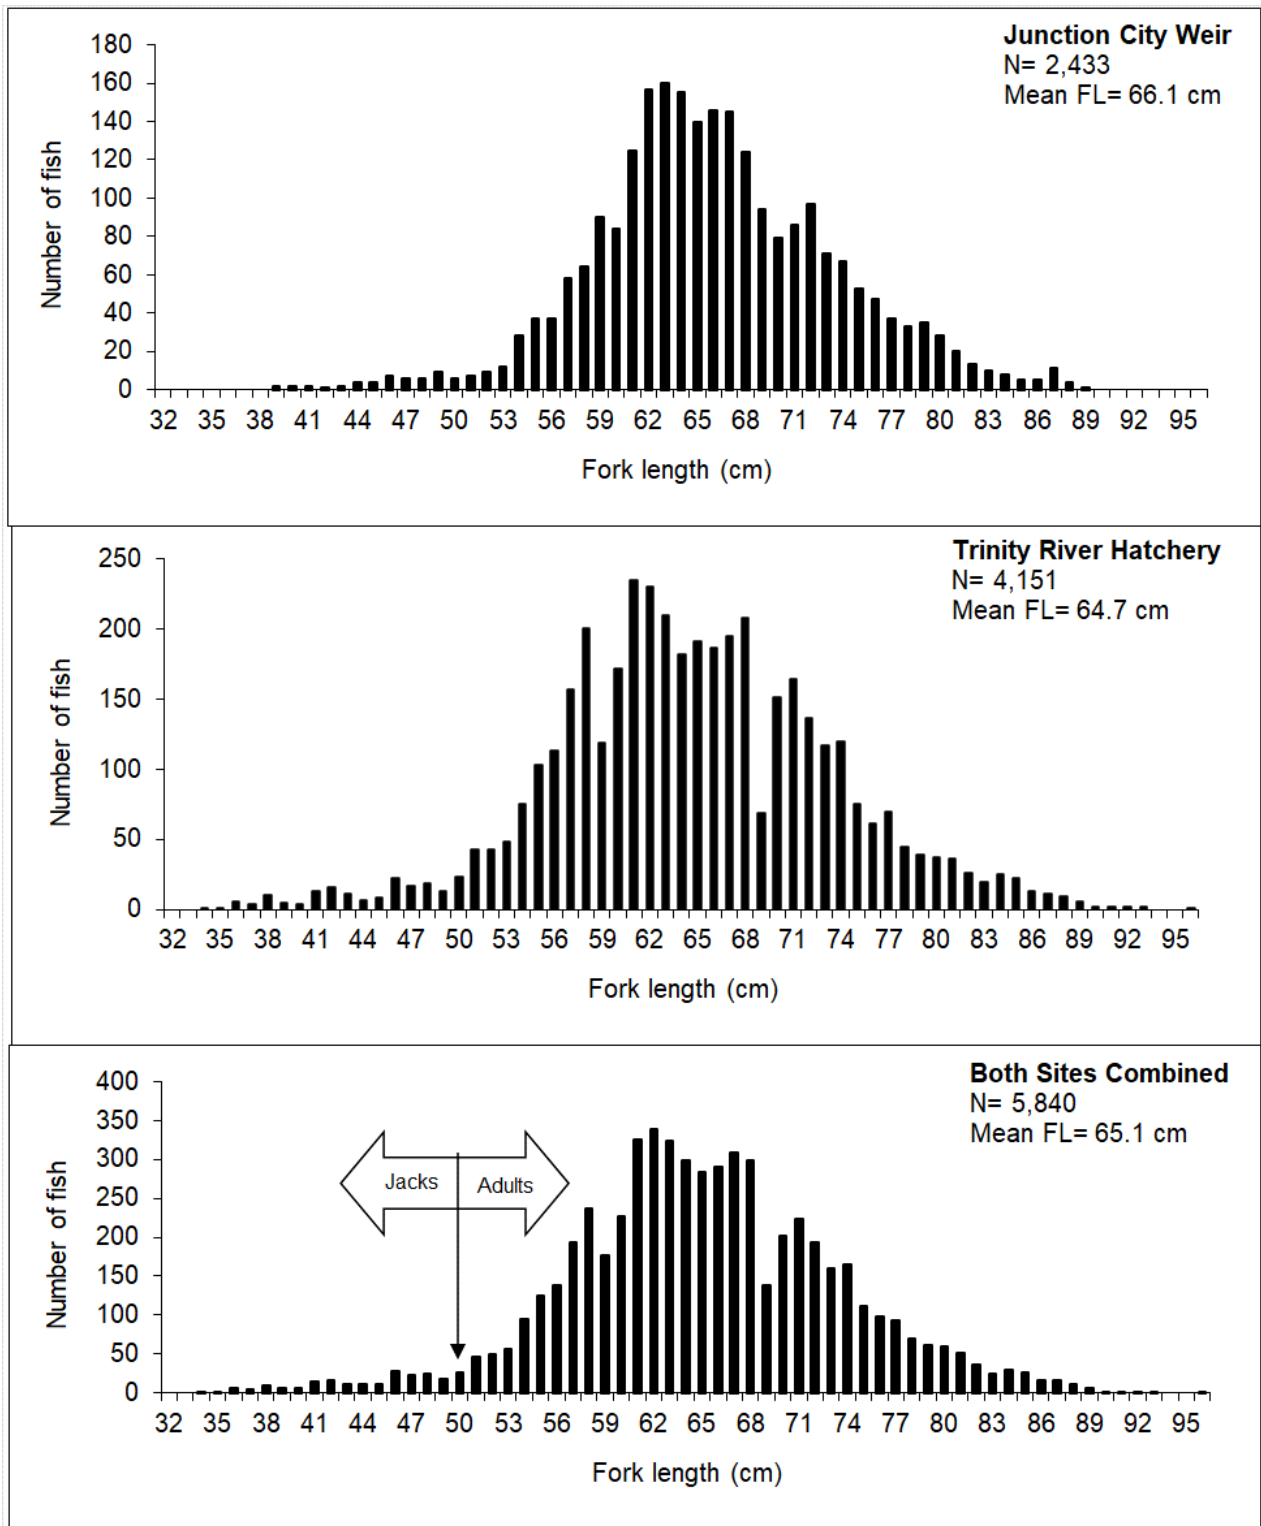 Junction City Weir
N= 2,433
Mean FL= 66.1 cm
180
160
140
120
100
80
60
40
20
0
Number of fish
32 35 38 41 44 47 50 53 56 59 62 65 68 71 74 77 80 83 86 89 92 95
Fork length (cm)
Trinity River Hatchery
N= 4,151
Mean FL= 64.7 cm
250
200
150
100
50
0
Number of fish
32 35 38 41 44 47 50 53 56 59 62 65 68 71 74 77 80 83 86 89 92 95
Fork length (cm)
Both Sites Combined
N= 5,840
Mean FL= 65.1 cm
400
350
300
250
200
150
100
50
0
Number of fish
Jacks Adults
32 35 38 41 44 47 50 53 56 59 62 65 68 71 74 77 80 83 86 89 92 95
Fork length (cm)